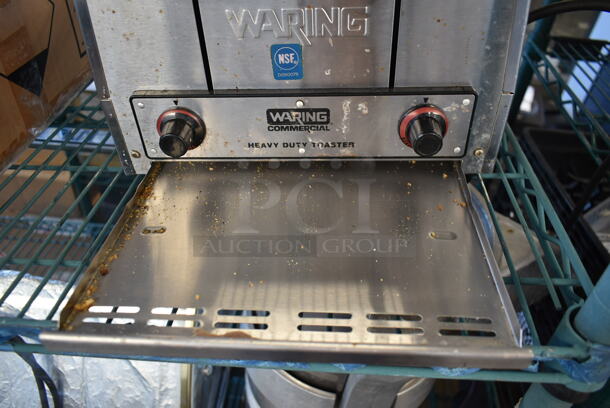 WARING
NSF
WARING
COMMERCIAL
HEAVY DUTY TOASTER
PCI
AUCTION GROUP